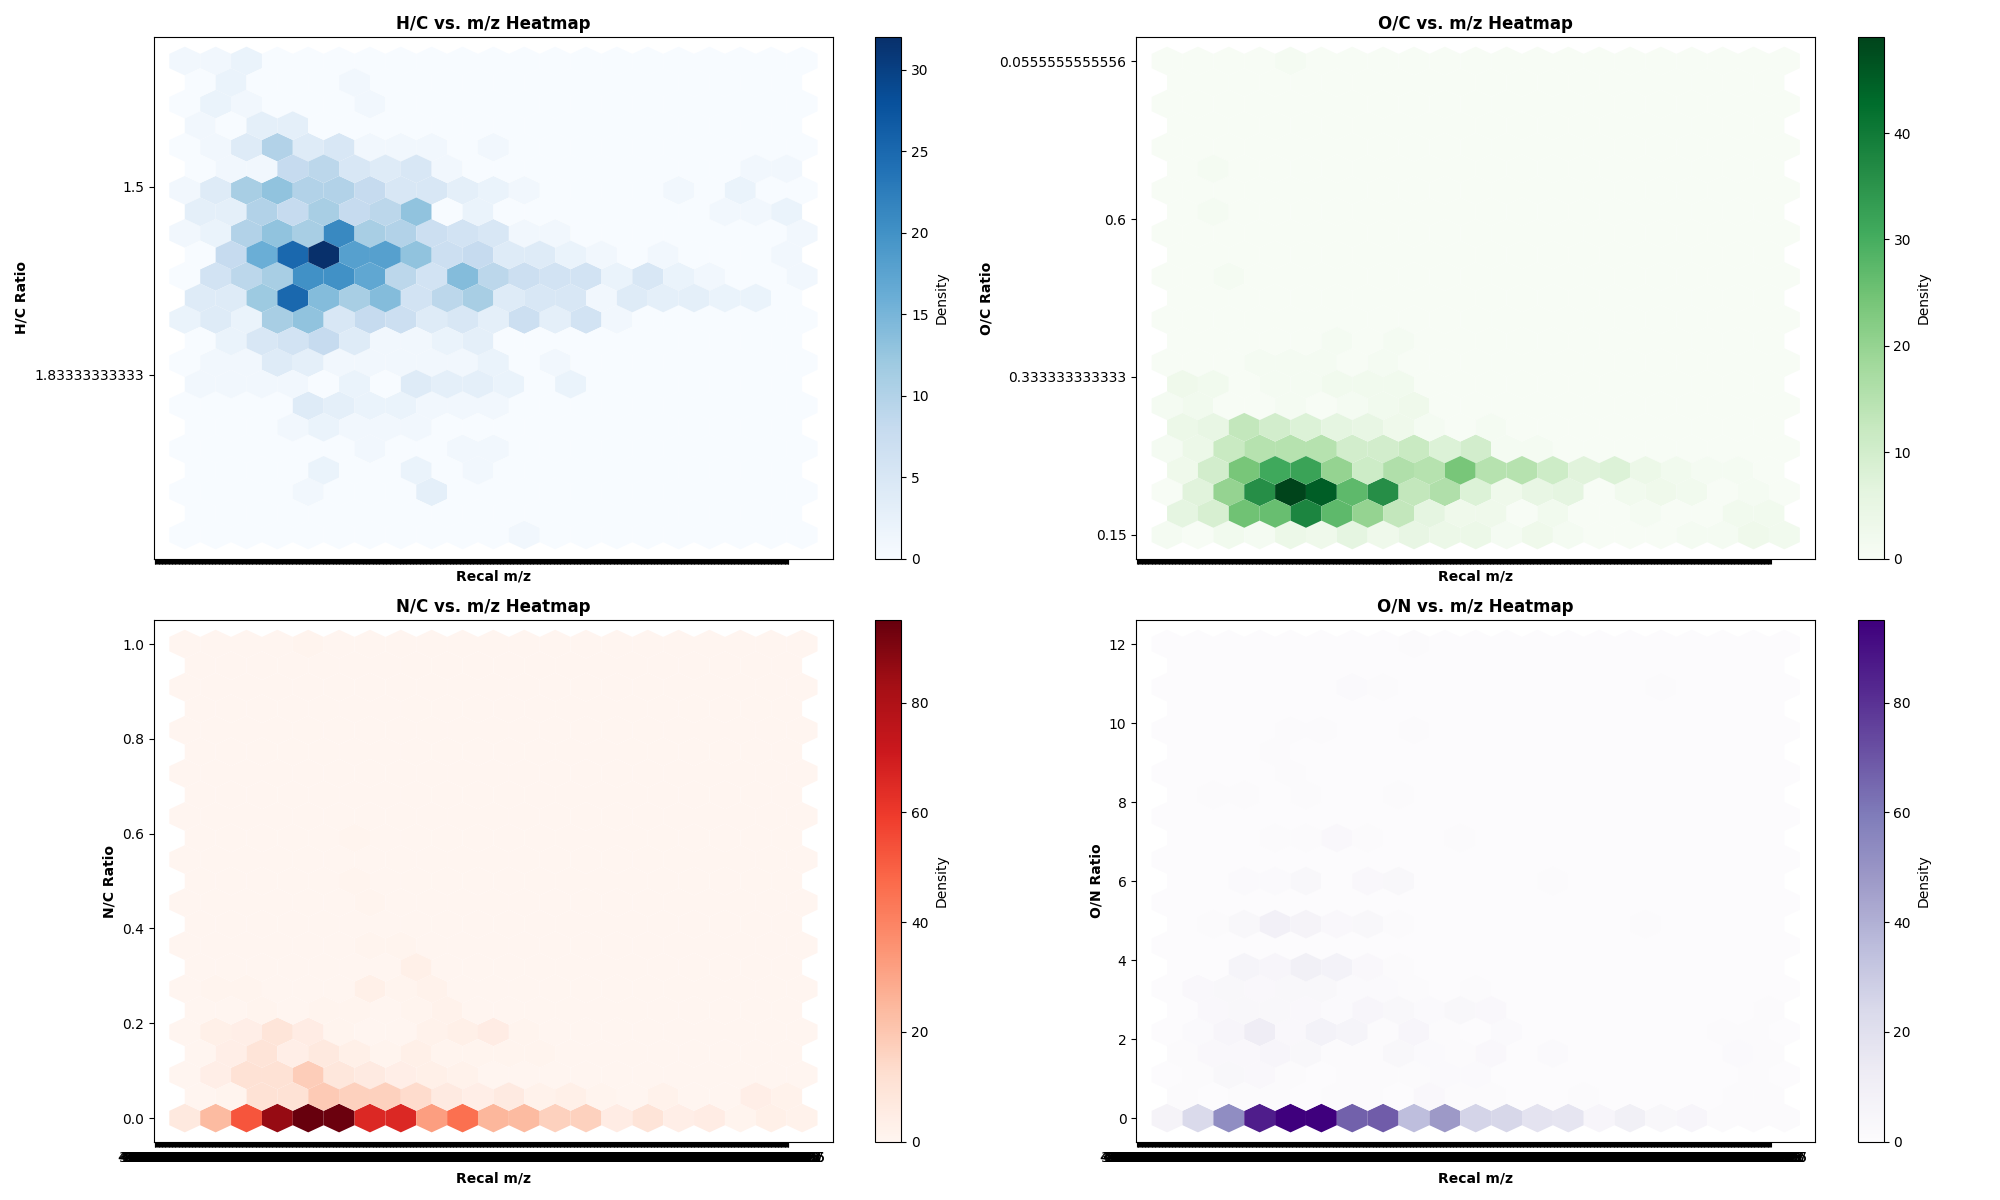 H/C vs. m/z Heatmap
H/C Ratio
1.5
1.83333333333
Recal m/z
30
25
20
15
10
5
0
Density
O/C vs. m/z Heatmap
O/C Ratio
0.0555555555556
0.6
0.333333333333
0.15
Recal m/z
40
30
20
10
0
Density
N/C vs. m/z Heatmap
N/C Ratio
1.0
0.8
0.6
0.4
0.2
0.0
Recal m/z
80
60
40
20
0
Density
O/N vs. m/z Heatmap
O/N Ratio
12
10
8
6
4
2
0
Recal m/z
80
60
40
20
0
Density